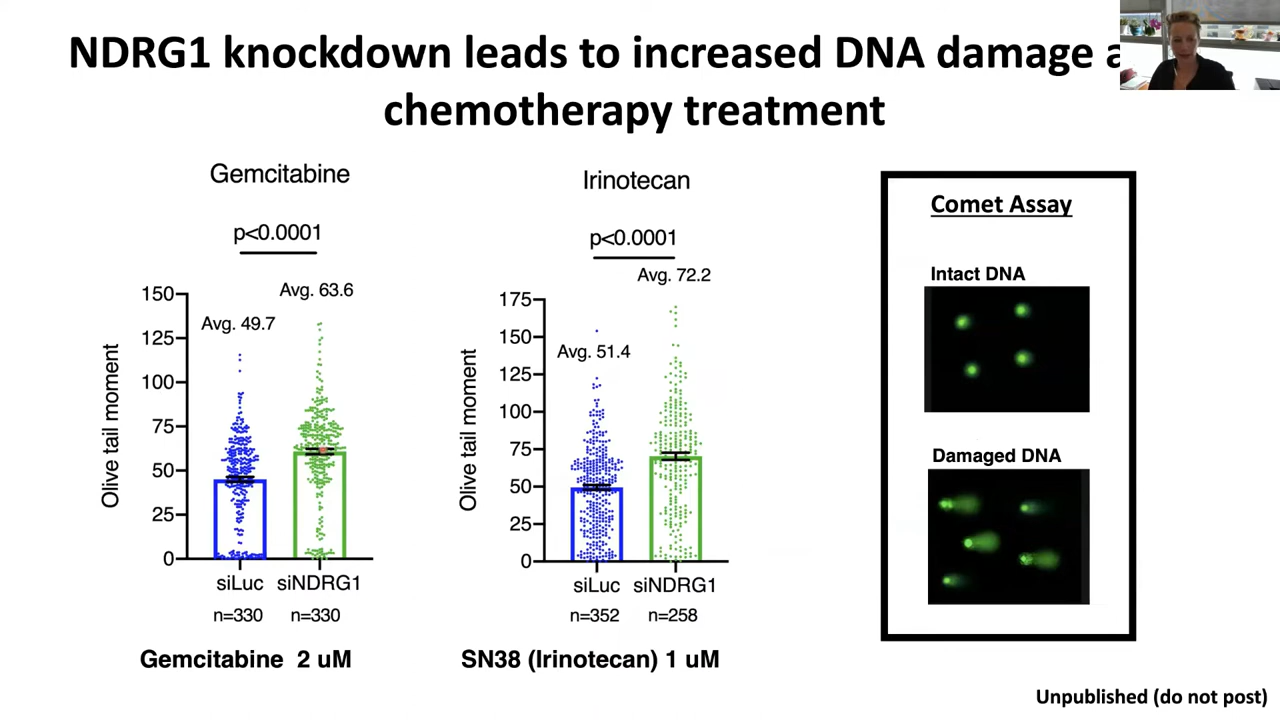 NDRG1 knockdown leads to increased DNA damage
chemotherapy treatment
Gemcitabine
p<0.0001
Avg. 49.7
Avg. 63.6
Olive tail moment
150
125
100
75
50
25
0
siLuc
siNDRG1
n=330
n=330
Gemcitabine 2 uM
Irinotecan
p<0.0001
Avg. 72.2
Avg. 51.4
Olive tail moment
175
150
125
100
75
50
25
0
siLuc
siNDRG1
n=352
n=258
SN38 (Irinotecan) 1 uM
Comet Assay
Intact DNA
Damaged DNA
Unpublished (do not post)